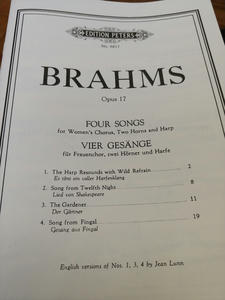 EDITION PETERS
BRAHMS
Opus 17
FOUR SONGS
for Women's Chorus, Two Horns and Harp
VIER GESÄNGE
für Frauenchor, zwei Hörner und Harfe
1. The Harp Resounds with Wild Refrain 2
Es tönt ein voller Harfenklang
2. Song from Twelfth Night 8
Lied von Shakespeare
3. The Gardener 11
Der Gärtner
4. Song from Fingal 19
Gesang aus Fingal
English versions of Nos. 1, 3, 4 by Jean Lunn